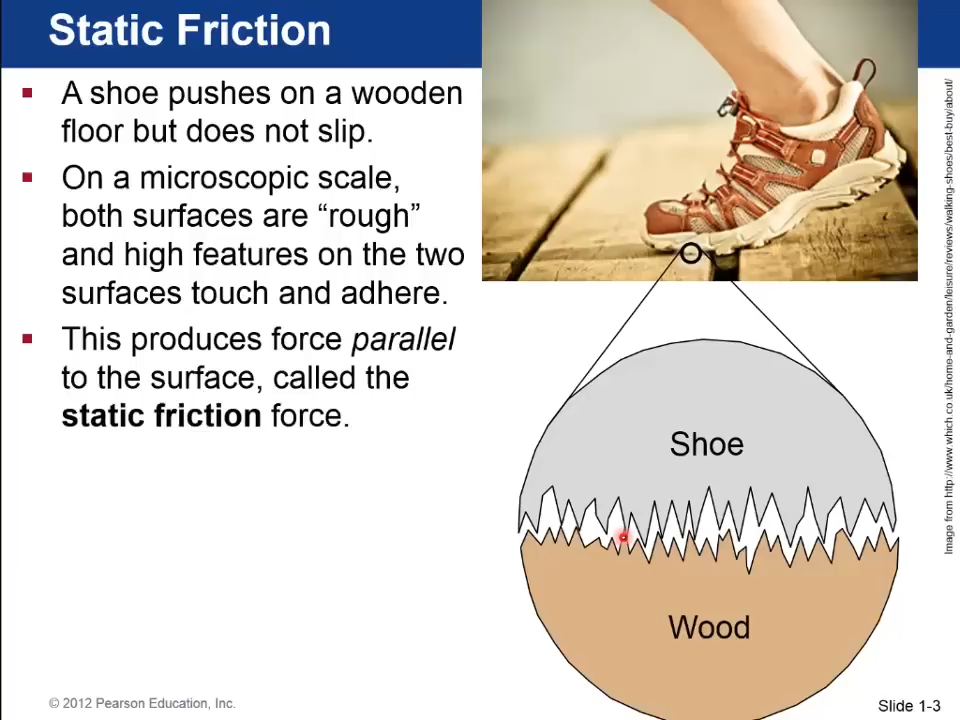 Static Friction
▪ A shoe pushes on a wooden
floor but does not slip.
▪ On a microscopic scale,
both surfaces are “rough”
and high features on the two
surfaces touch and adhere.
▪ This produces force parallel
to the surface, called the
static friction force.
Shoe
Wood
Image from http://www.which.co.uk/home-and-garden/leisure/reviews/walking-shoes/best-buy/about/
© 2012 Pearson Education, Inc.
Slide 1-3